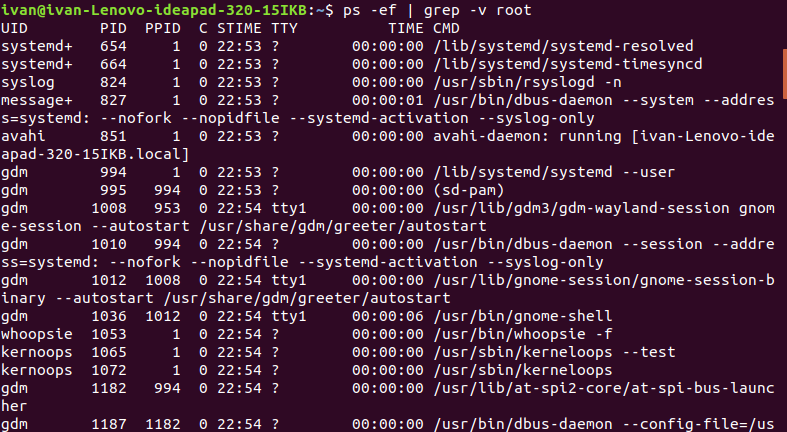 ivan@ivan-Lenovo-ideapad-320-15IKB:~$ ps -ef | grep -v root
UID        PID  PPID  C STIME TTY          TIME CMD
systemd+   654     1  0 22:53 ?        00:00:00 /lib/systemd/systemd-resolved
systemd+   664     1  0 22:53 ?        00:00:00 /lib/systemd/systemd-timesyncd
syslog     824     1  0 22:53 ?        00:00:00 /usr/sbin/rsyslogd -n
message+   827     1  0 22:53 ?        00:00:01 /usr/bin/dbus-daemon --system --addres
s=systemd: --nofork --nopidfile --systemd-activation --syslog-only
avahi      851     1  0 22:53 ?        00:00:00 avahi-daemon: running [ivan-Lenovo-ide
apad-320-15IKB.local]
gdm        994     1  0 22:53 ?        00:00:00 /lib/systemd/systemd --user
gdm        995   994  0 22:53 ?        00:00:00 (sd-pam)
gdm       1008   953  0 22:54 tty1     00:00:00 /usr/lib/gdm3/gdm-wayland-session gnom
e-session --autostart /usr/share/gdm/greeter/autostart
gdm       1010   994  0 22:54 ?        00:00:00 /usr/bin/dbus-daemon --session --addre
ss=systemd: --nofork --nopidfile --systemd-activation --syslog-only
gdm       1012  1008  0 22:54 tty1     00:00:00 /usr/lib/gnome-session/gnome-session-b
inary --autostart /usr/share/gdm/greeter/autostart
gdm       1036  1012  0 22:54 tty1     00:00:06 /usr/bin/gnome-shell
whoopsie  1053     1  0 22:54 ?        00:00:00 /usr/bin/whoopsie -f
kernoops  1065     1  0 22:54 ?        00:00:00 /usr/sbin/kerneloops --test
kernoops  1072     1  0 22:54 ?        00:00:00 /usr/sbin/kerneloops
gdm       1182   994  0 22:54 ?        00:00:00 /usr/lib/at-spi2-core/at-spi-bus-launc
her
gdm       1187  1182  0 22:54 ?        00:00:00 /usr/bin/dbus-daemon --config-file=/us